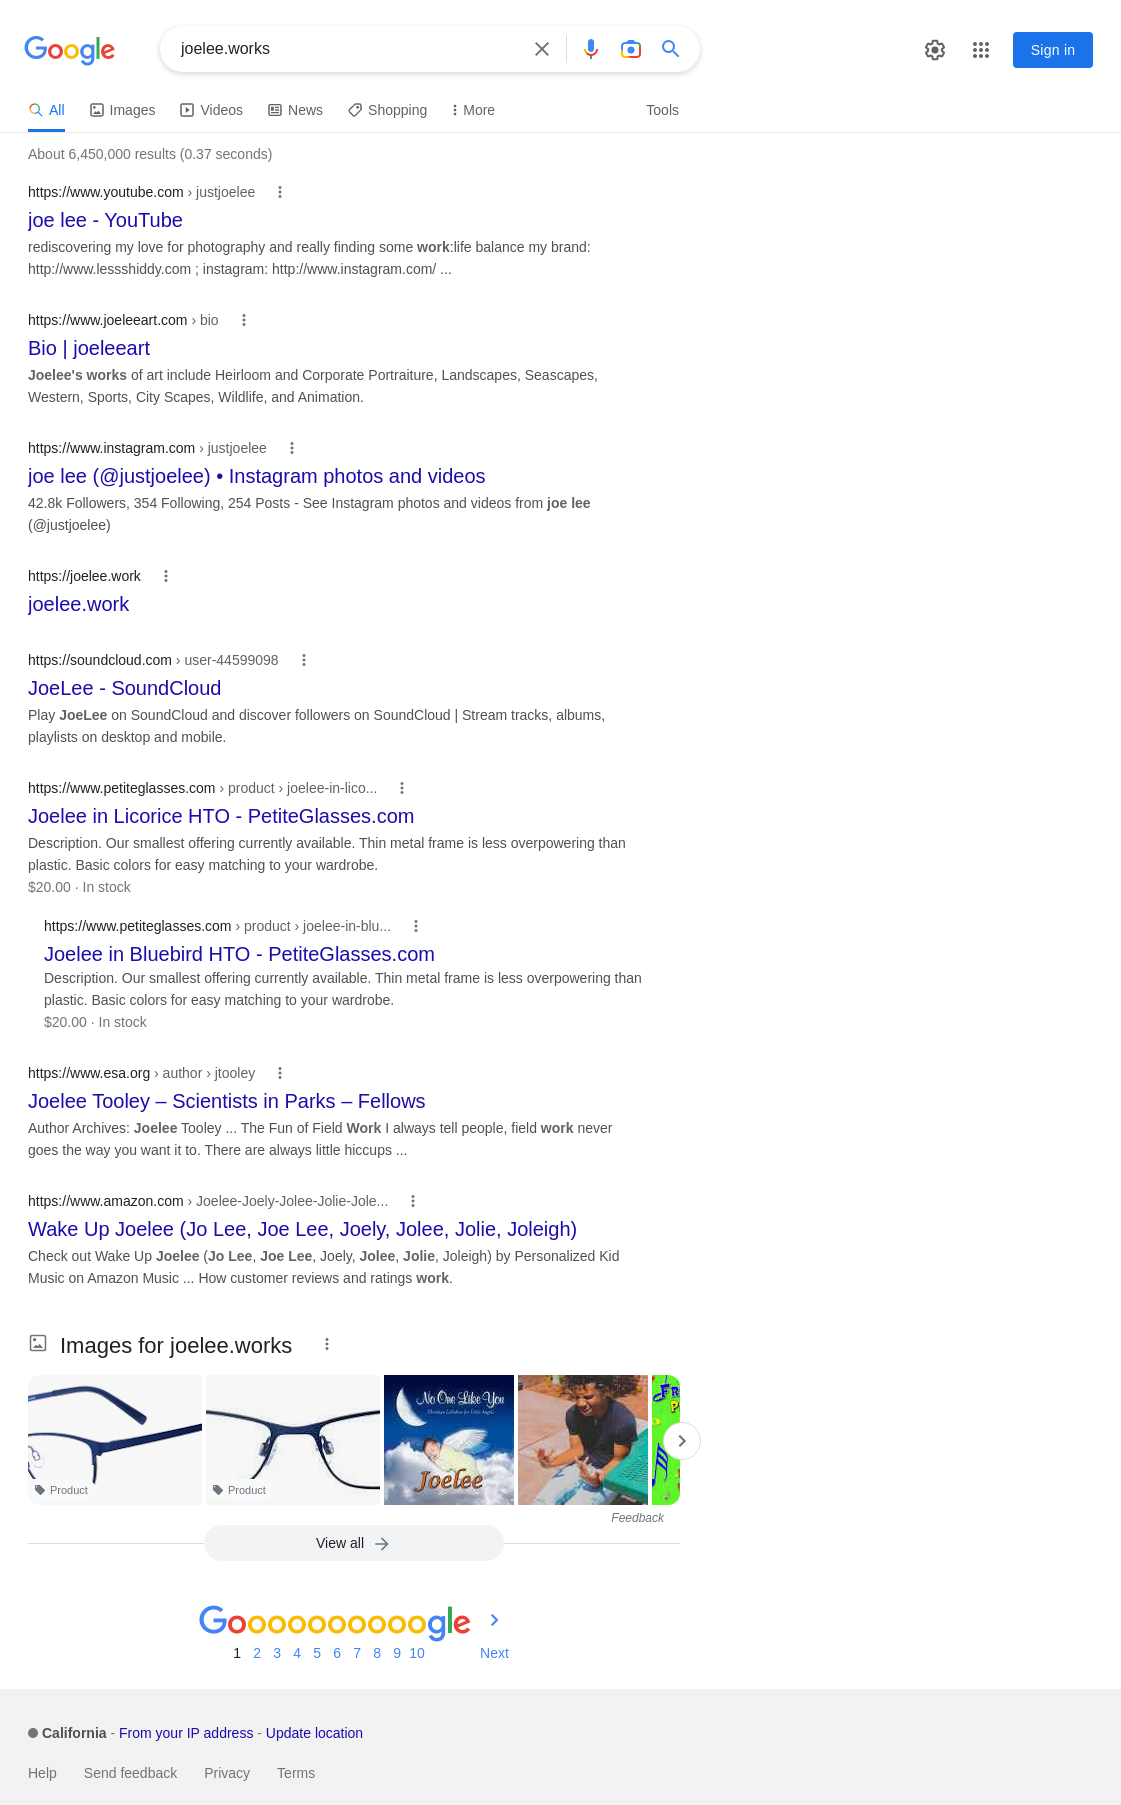 Google
joelee.works
Sign in
All Images Videos News Shopping More Tools
About 6,450,000 results (0.37 seconds)
https://www.youtube.com › justjoelee
joe lee - YouTube
rediscovering my love for photography and really finding some work:life balance my brand:
http://www.lessshiddy.com ; instagram: http://www.instagram.com/ ...
https://www.joeleeart.com › bio
Bio | joeleeart
Joelee's works of art include Heirloom and Corporate Portraiture, Landscapes, Seascapes,
Western, Sports, City Scapes, Wildlife, and Animation.
https://www.instagram.com › justjoelee
joe lee (@justjoelee) • Instagram photos and videos
42.8k Followers, 354 Following, 254 Posts - See Instagram photos and videos from joe lee
(@justjoelee)
https://joelee.work
joelee.work
https://soundcloud.com › user-44599098
JoeLee - SoundCloud
Play JoeLee on SoundCloud and discover followers on SoundCloud | Stream tracks, albums,
playlists on desktop and mobile.
https://www.petiteglasses.com › product › joelee-in-lico...
Joelee in Licorice HTO - PetiteGlasses.com
Description. Our smallest offering currently available. Thin metal frame is less overpowering than
plastic. Basic colors for easy matching to your wardrobe.
$20.00 · In stock
https://www.petiteglasses.com › product › joelee-in-blu...
Joelee in Bluebird HTO - PetiteGlasses.com
Description. Our smallest offering currently available. Thin metal frame is less overpowering than
plastic. Basic colors for easy matching to your wardrobe.
$20.00 · In stock
https://www.esa.org › author › jtooley
Joelee Tooley – Scientists in Parks – Fellows
Author Archives: Joelee Tooley ... The Fun of Field Work I always tell people, field work never
goes the way you want it to. There are always little hiccups ...
https://www.amazon.com › Joelee-Joely-Jolee-Jolie-Jole...
Wake Up Joelee (Jo Lee, Joe Lee, Joely, Jolee, Jolie, Joleigh)
Check out Wake Up Joelee (Jo Lee, Joe Lee, Joely, Jolee, Jolie, Joleigh) by Personalized Kid
Music on Amazon Music ... How customer reviews and ratings work.
Images for joelee.works
No One Like You
Joelee
Product
Product
Feedback
View all
Goooooooooogle
1 2 3 4 5 6 7 8 9 10 Next
California - From your IP address - Update location
Help Send feedback Privacy Terms